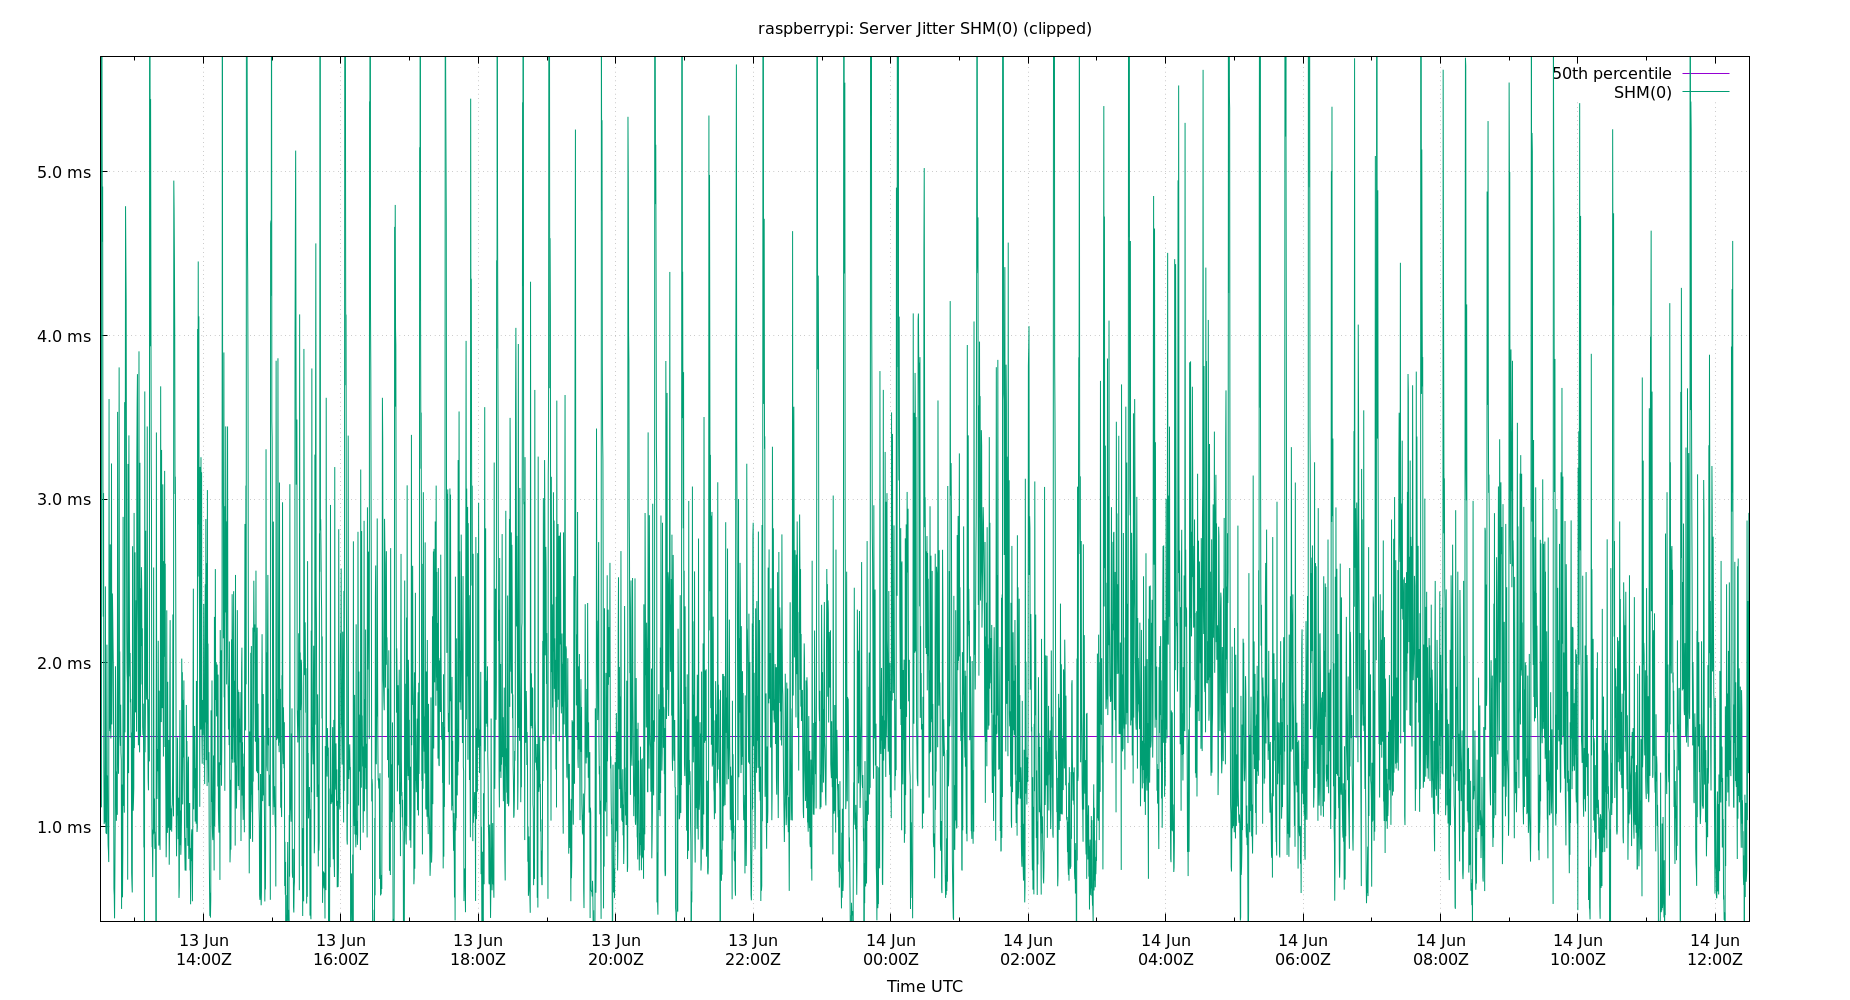 raspberrypi: Server Jitter SHM(0) (clipped)
50th percentile
SHM(0)
5.0 ms
4.0 ms
3.0 ms
2.0 ms
1.0 ms
13 Jun 13 Jun 13 Jun 13 Jun 13 Jun 14 Jun 14 Jun 14 Jun 14 Jun 14 Jun 14 Jun 14 Jun
14:00Z 16:00Z 18:00Z 20:00Z 22:00Z 00:00Z 02:00Z 04:00Z 06:00Z 08:00Z 10:00Z 12:00Z
Time UTC